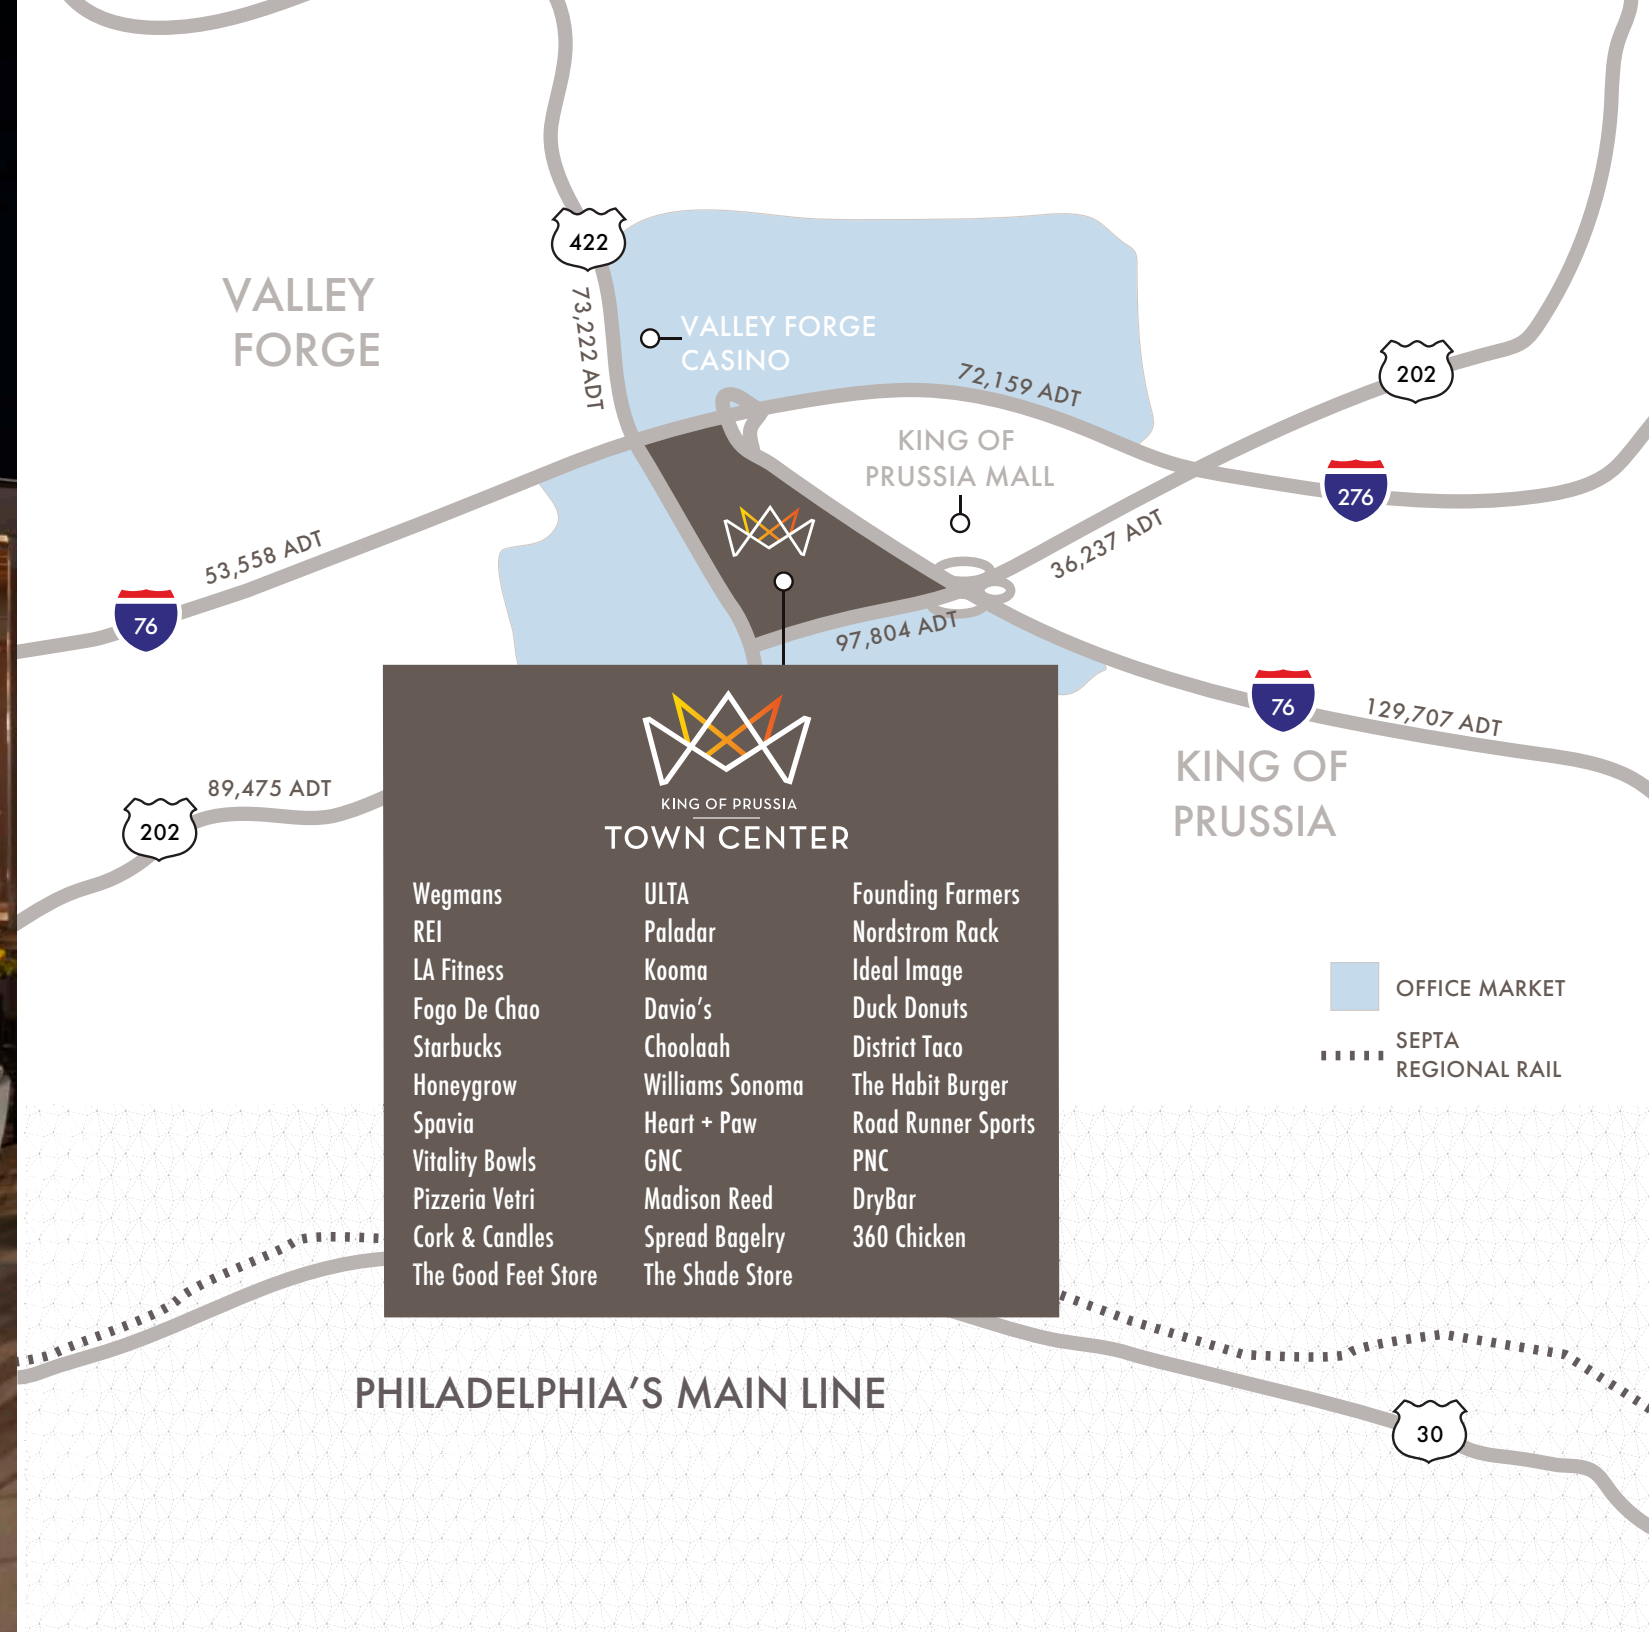 422
VALLEY
FORGE
73,222 ADT
VALLEY FORGE
CASINO
72,159 ADT
202
KING OF
PRUSSIA MALL
276
53,558 ADT
36,237 ADT
76
97,804 ADT
76
129,707 ADT
KING OF
PRUSSIA
89,475 ADT
202
KING OF PRUSSIA
TOWN CENTER
Wegmans
REI
LA Fitness
Fogo De Chao
Starbucks
Honeygrow
Spavia
Vitality Bowls
Pizzeria Vetri
Cork & Candles
The Good Feet Store
ULTA
Paladar
Kooma
Davio's
Choolaah
Williams Sonoma
Heart + Paw
GNC
Madison Reed
Spread Bagelry
The Shade Store
Founding Farmers
Nordstrom Rack
Ideal Image
Duck Donuts
District Taco
The Habit Burger
Road Runner Sports
PNC
DryBar
360 Chicken
OFFICE MARKET
SEPTA
REGIONAL RAIL
PHILADELPHIA'S MAIN LINE
30